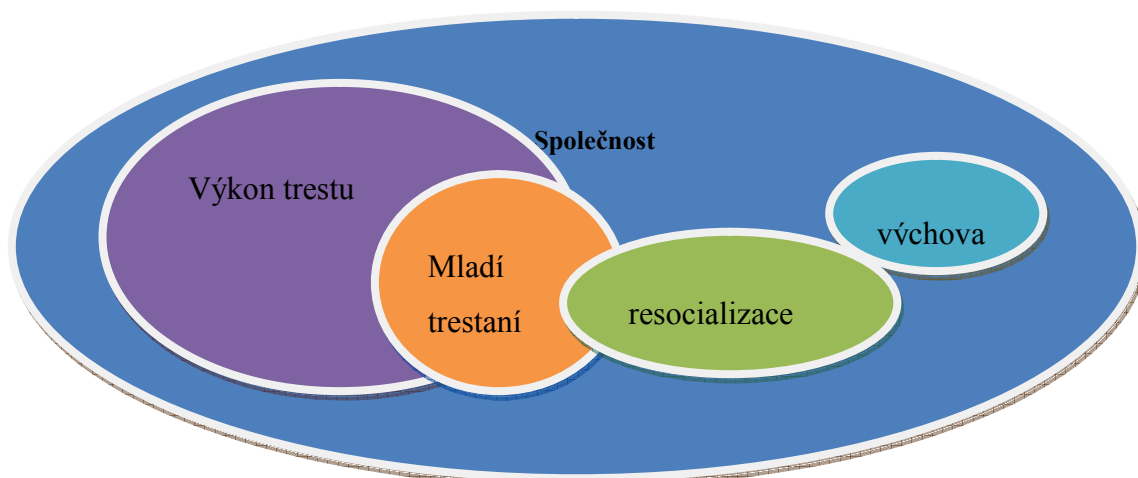 Společnost
Výkon trestu
výchova
Mladí
trestaní
resocializace